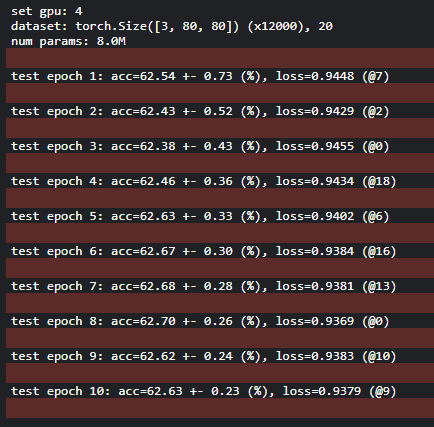 set gpu: 4
dataset: torch.Size([3, 80, 80]) (x12000), 20
num params: 8.0M
test epoch 1: acc=62.54 +- 0.73 (%), loss=0.9448 (@7)
test epoch 2: acc=62.43 +- 0.52 (%), loss=0.9429 (@2)
test epoch 3: acc=62.38 +- 0.43 (%), loss=0.9455 (@0)
test epoch 4: acc=62.46 +- 0.36 (%), loss=0.9434 (@18)
test epoch 5: acc=62.63 +- 0.33 (%), loss=0.9402 (@6)
test epoch 6: acc=62.67 +- 0.30 (%), loss=0.9384 (@16)
test epoch 7: acc=62.68 +- 0.28 (%), loss=0.9381 (@13)
test epoch 8: acc=62.70 +- 0.26 (%), loss=0.9369 (@0)
test epoch 9: acc=62.62 +- 0.24 (%), loss=0.9383 (@10)
test epoch 10: acc=62.63 +- 0.23 (%), loss=0.9379 (@9)